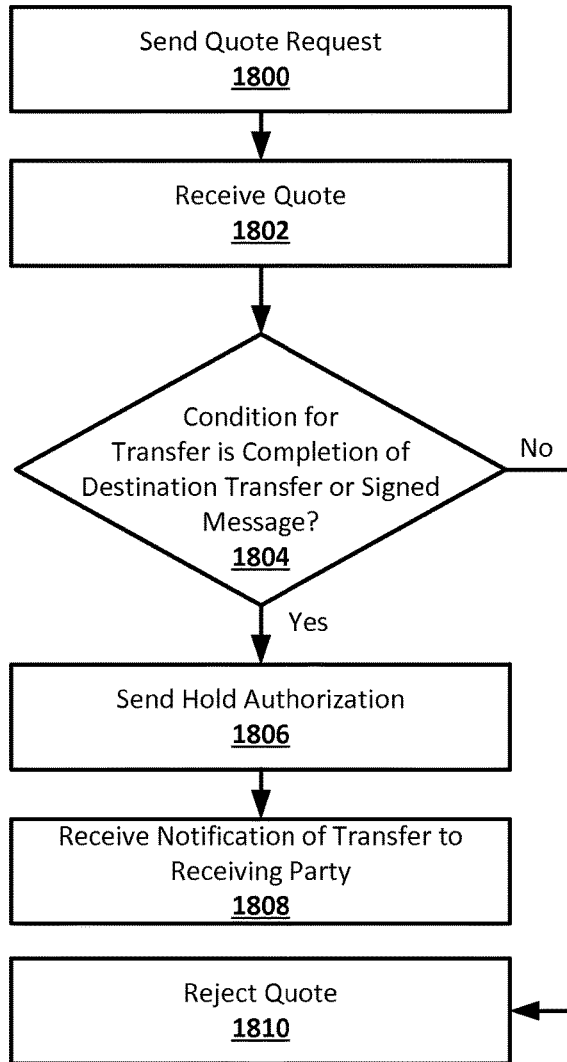 Send Quote Request
1800
Receive Quote
1802
Condition for
Transfer is Completion of
Destination Transfer or Signed
Message?
1804
No
Yes
Send Hold Authorization
1806
Receive Notification of Transfer to
Receiving Party
1808
Reject Quote
1810